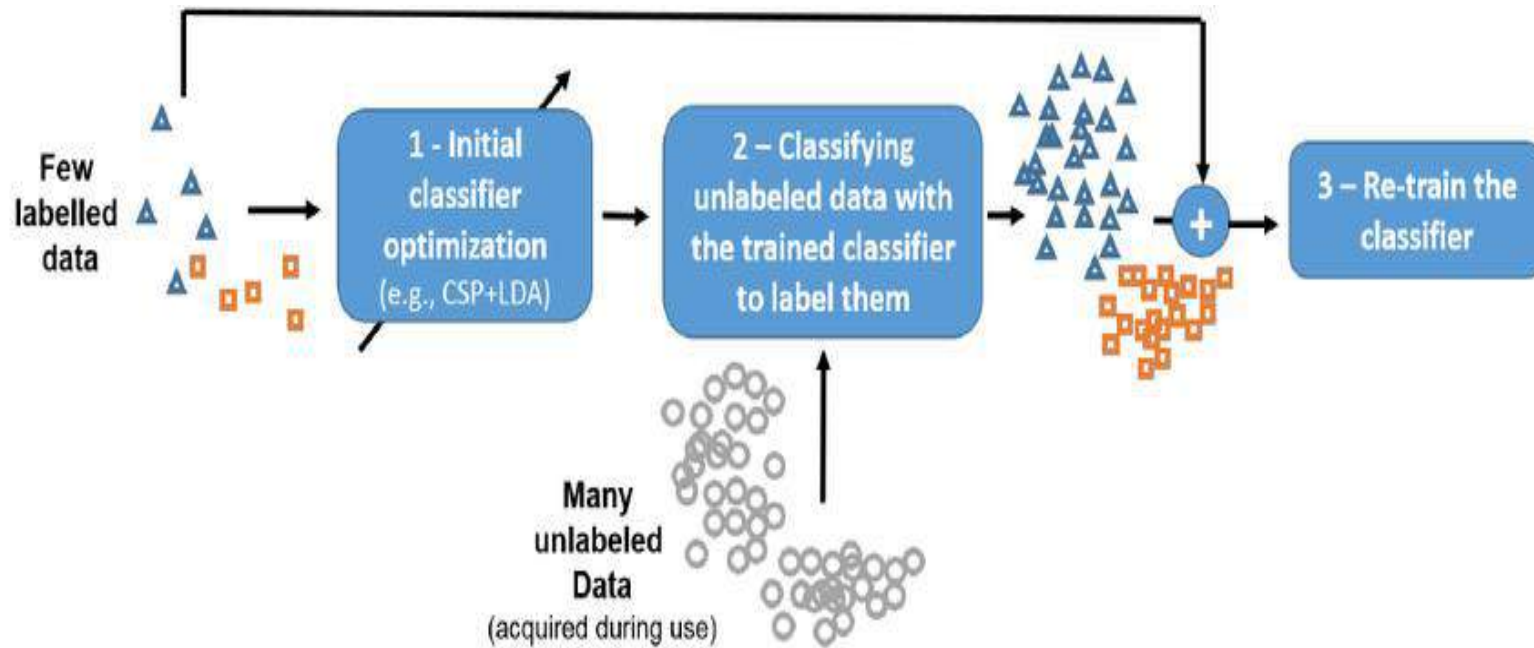 Few
labelled
data
1 - Initial
classifier
optimization
(e.g., CSP+LDA)
2 – Classifying
unlabeled data with
the trained classifier
to label them
+
3 – Re-train the
classifier
Many
unlabeled
Data
(acquired during use)